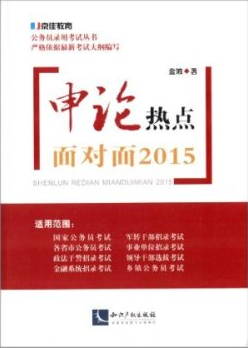 京佳教育
公务员录用考试丛书
严格依据最新考试大纲编写
著
申论热点
面对面2015
SHENLUN REDIAN MIANDUIMIAN 2015
适用范围：
国家公务员考试 军转干部招录考试
各省市公务员考试 事业单位招录考试
政法干警招录考试 领导干部选拔考试
金融系统招录考试 乡镇公务员考试
知识产权出版社